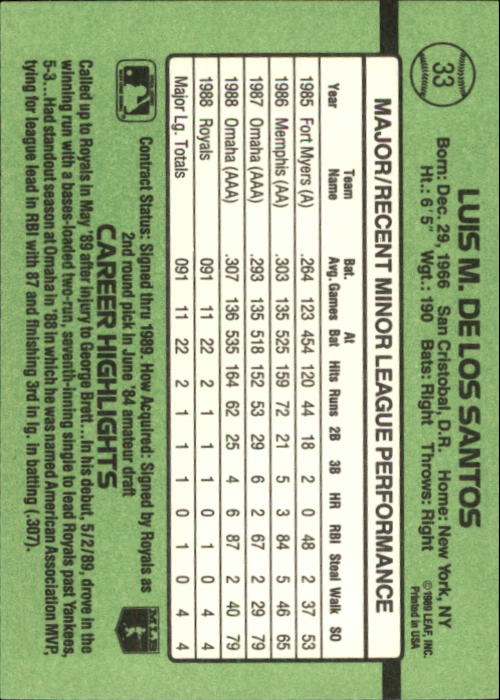 33
LUIS M. DE LOS SANTOS
Born: Dec. 29, 1966 San Cristobal, D.R. Home: New York, NY
Ht.: 6'5" Wgt.: 190 Bats: Right Throws: Right
©1989 LEAF, INC.
Printed in USA
MAJOR/RECENT MINOR LEAGUE PERFORMANCE
Year Team Name Bat. Avg. Games At Bat Hits Runs 2B 3B HR RBI Steal Walk SO
1985 Fort Myers (A) .264 123 454 120 44 18 2 0 48 2 37 53
1986 Memphis (AA) .303 135 525 159 72 21 5 3 84 5 46 65
1987 Omaha (AAA) .293 135 518 152 53 29 6 2 67 2 29 79
1988 Omaha (AAA) .307 136 535 164 62 25 4 6 87 2 40 79
1988 Royals 091 11 22 2 1 1 1 0 1 0 4 4
Major Lg. Totals 091 11 22 2 1 1 1 0 1 0 4 4
Contract Status: Signed thru 1989. How Acquired: Signed by Royals as
2nd round pick in June '84 amateur draft
CAREER HIGHLIGHTS
Called up to Royals in May '89 after injury to George Brett...In his debut, 5/2/89, drove in the
winning run with a bases-loaded two-run, seventh-inning single to lead Royals past Yankees,
5-3...Had standout season at Omaha in '88 in which he was named American Association MVP,
tying for league lead in RBI with 87 and finishing 3rd in lg. in batting (.307).
MLB